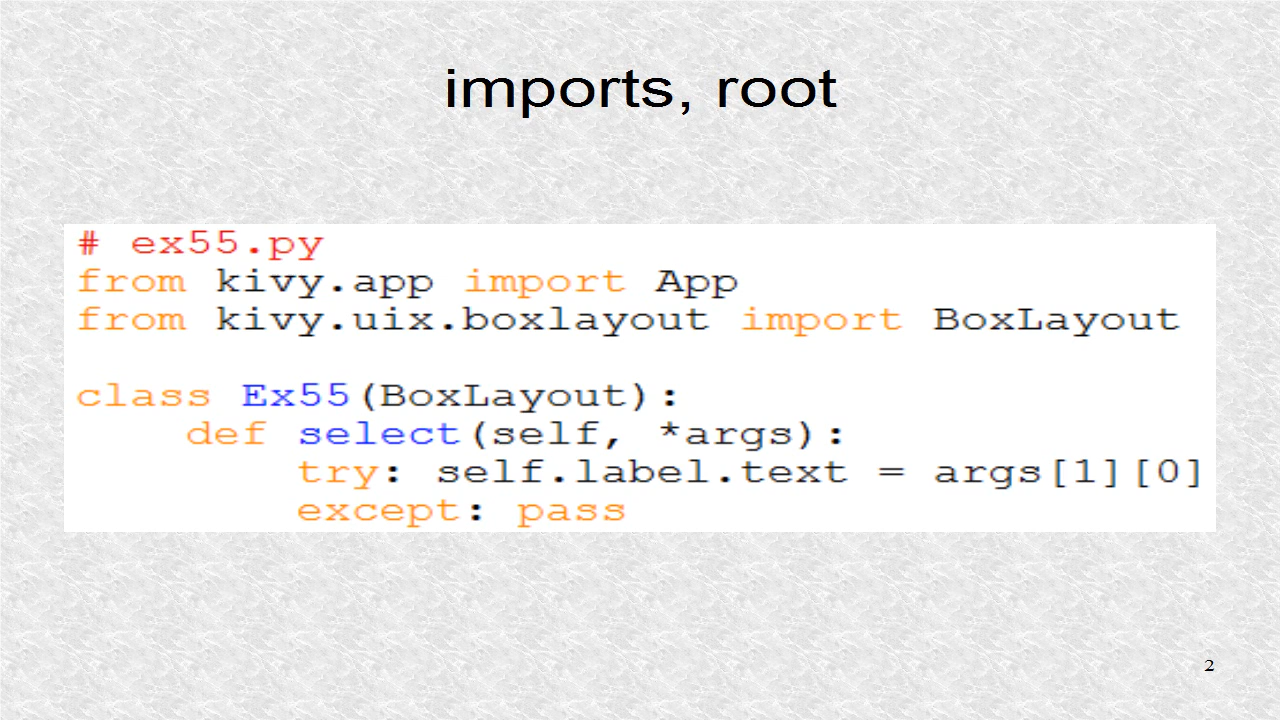 imports, root
# ex55.py
from kivy.app import App
from kivy.uix.boxlayout import BoxLayout
class Ex55(BoxLayout):
    def select(self, *args):
        try: self.label.text = args[1][0]
        except: pass
2